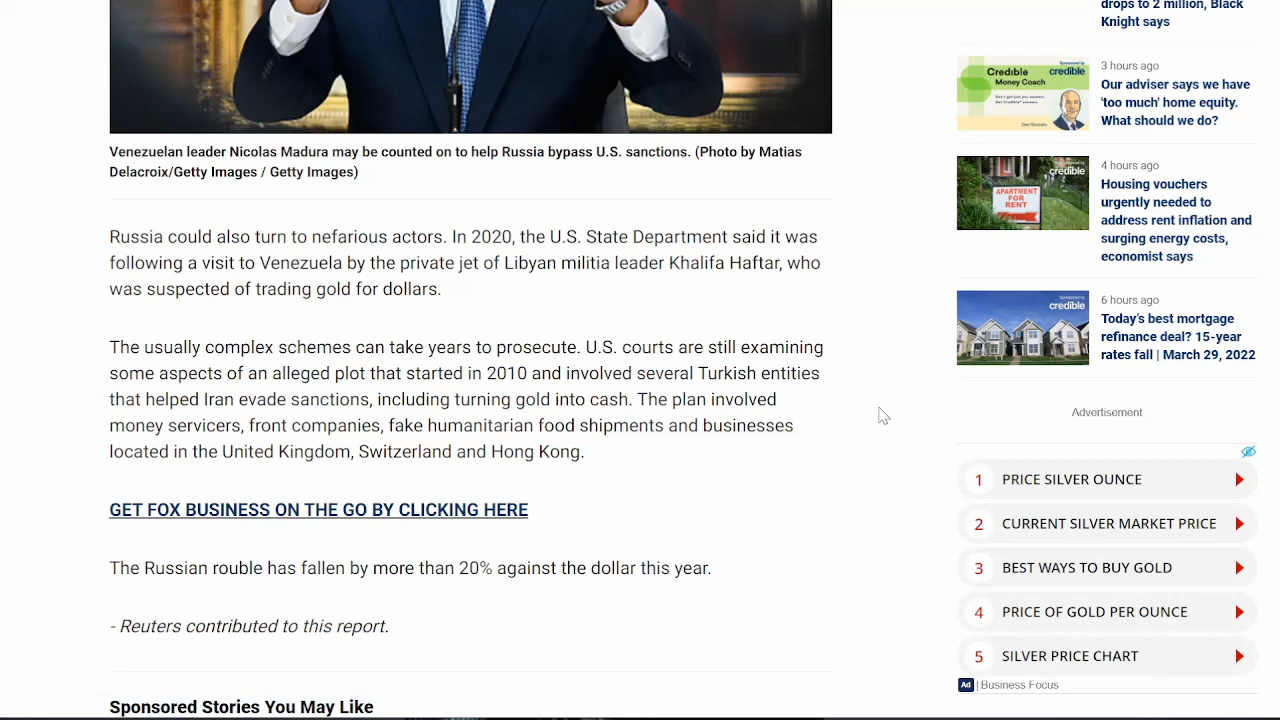 Venezuelan leader Nicolas Madura may be counted on to help Russia bypass U.S. sanctions. (Photo by Matias
Delacroix/Getty Images / Getty Images)
Russia could also turn to nefarious actors. In 2020, the U.S. State Department said it was
following a visit to Venezuela by the private jet of Libyan militia leader Khalifa Haftar, who
was suspected of trading gold for dollars.
The usually complex schemes can take years to prosecute. U.S. courts are still examining
some aspects of an alleged plot that started in 2010 and involved several Turkish entities
that helped Iran evade sanctions, including turning gold into cash. The plan involved
money servicers, front companies, fake humanitarian food shipments and businesses
located in the United Kingdom, Switzerland and Hong Kong.
GET FOX BUSINESS ON THE GO BY CLICKING HERE
The Russian rouble has fallen by more than 20% against the dollar this year.
- Reuters contributed to this report.
Sponsored Stories You May Like
drops to 2 million, Black
Knight says
Sponsored by
credible
Credible
Money Coach
Dan Roccato
3 hours ago
Our adviser says we have
'too much' home equity.
What should we do?
credible
APARTMENT
FOR
RENT
4 hours ago
Housing vouchers
urgently needed to
address rent inflation and
surging energy costs,
economist says
Sponsored by
credible
6 hours ago
Today's best mortgage
refinance deal? 15-year
rates fall | March 29, 2022
Advertisement
1 PRICE SILVER OUNCE
2 CURRENT SILVER MARKET PRICE
3 BEST WAYS TO BUY GOLD
4 PRICE OF GOLD PER OUNCE
5 SILVER PRICE CHART
Ad | Business Focus